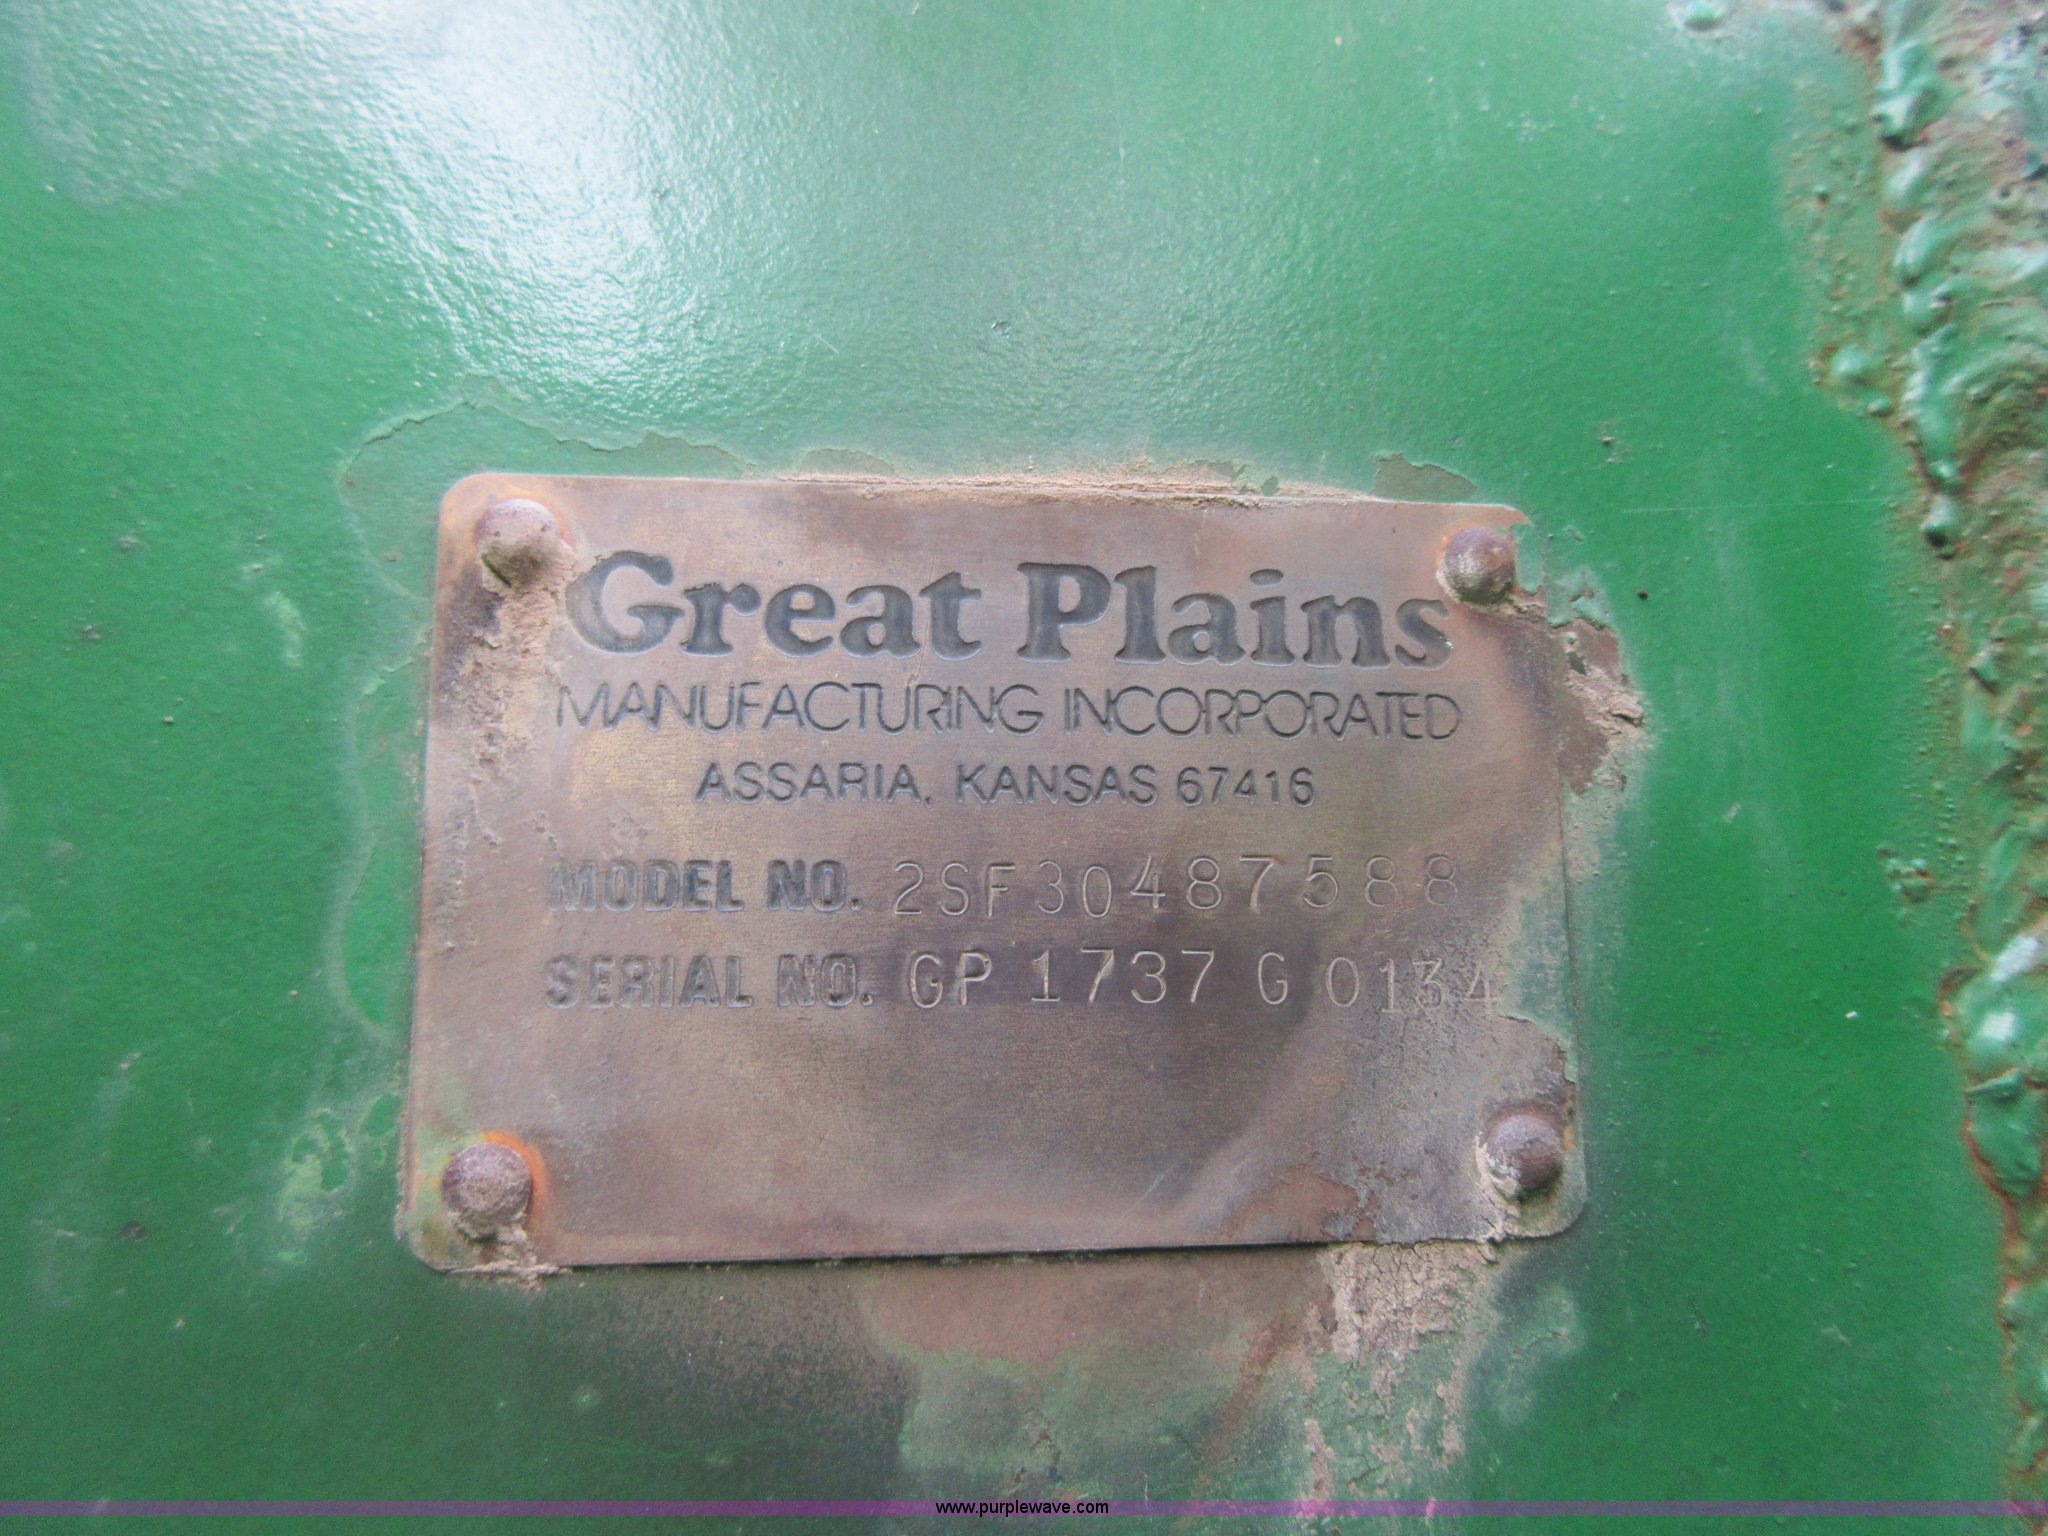 Great Plains
MANUFACTURING INCORPORATED
ASSARIA, KANSAS 67416
MODEL NO. 2SF30487588
SERIAL NO. GP 1737 G 0134
www.purplewave.com